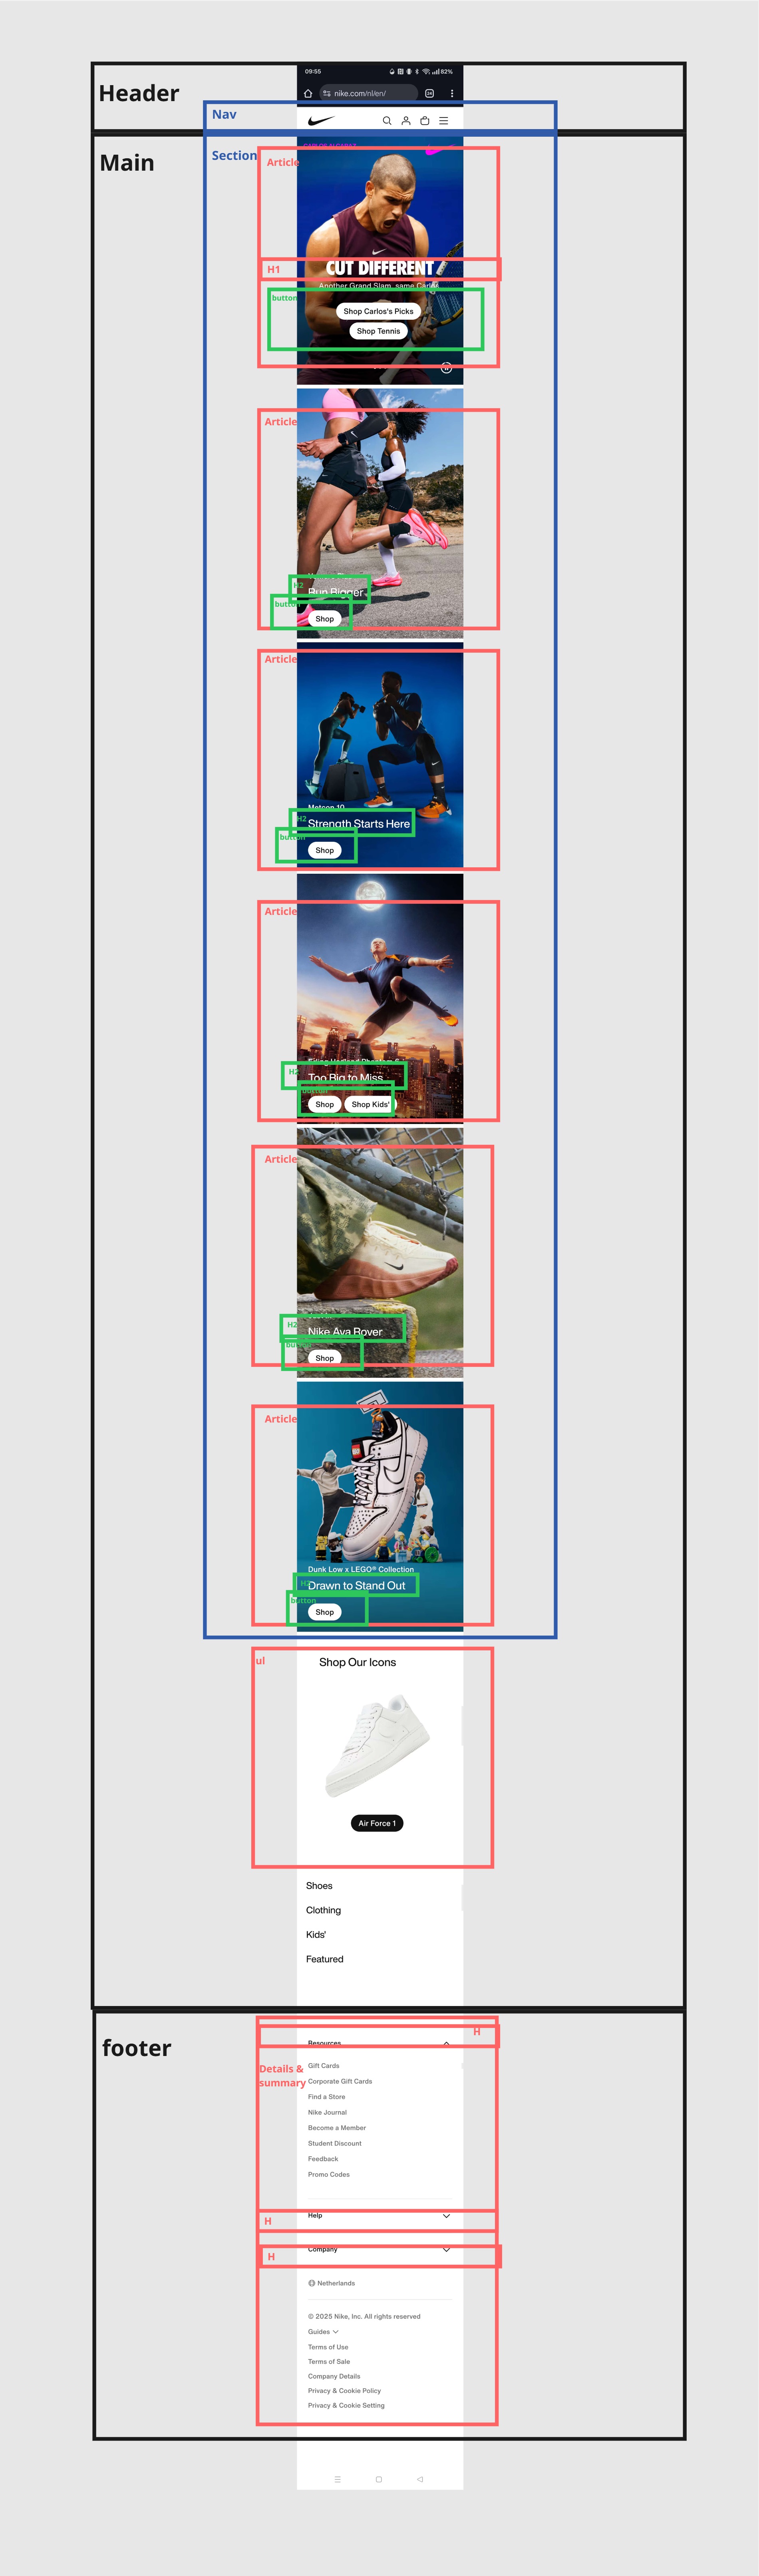 09:55
82%
Header
nike.com/nl/en/
24
Nav
Main
Section
Article
H1
CUT DIFFERENT
Another Grand Slam, same Carlos
button
Shop Carlos's Picks
Shop Tennis
Article
H2
Run Bigger
button
Shop
Article
Metcon 10
H2
Strength Starts Here
button
Shop
Article
H2
Too Big to Miss
button
Shop
Shop Kids'
Article
H2
Nike Ava Rover
button
Shop
Article
Dunk Low x LEGO® Collection
H2
Drawn to Stand Out
button
Shop
ul
Shop Our Icons
Air Force 1
Shoes
Clothing
Kids'
Featured
footer
H
Resources
Details &
summary
Gift Cards
Corporate Gift Cards
Find a Store
Nike Journal
Become a Member
Student Discount
Feedback
Promo Codes
H
Help
H
Company
Netherlands
© 2025 Nike, Inc. All rights reserved
Guides
Terms of Use
Terms of Sale
Company Details
Privacy & Cookie Policy
Privacy & Cookie Setting